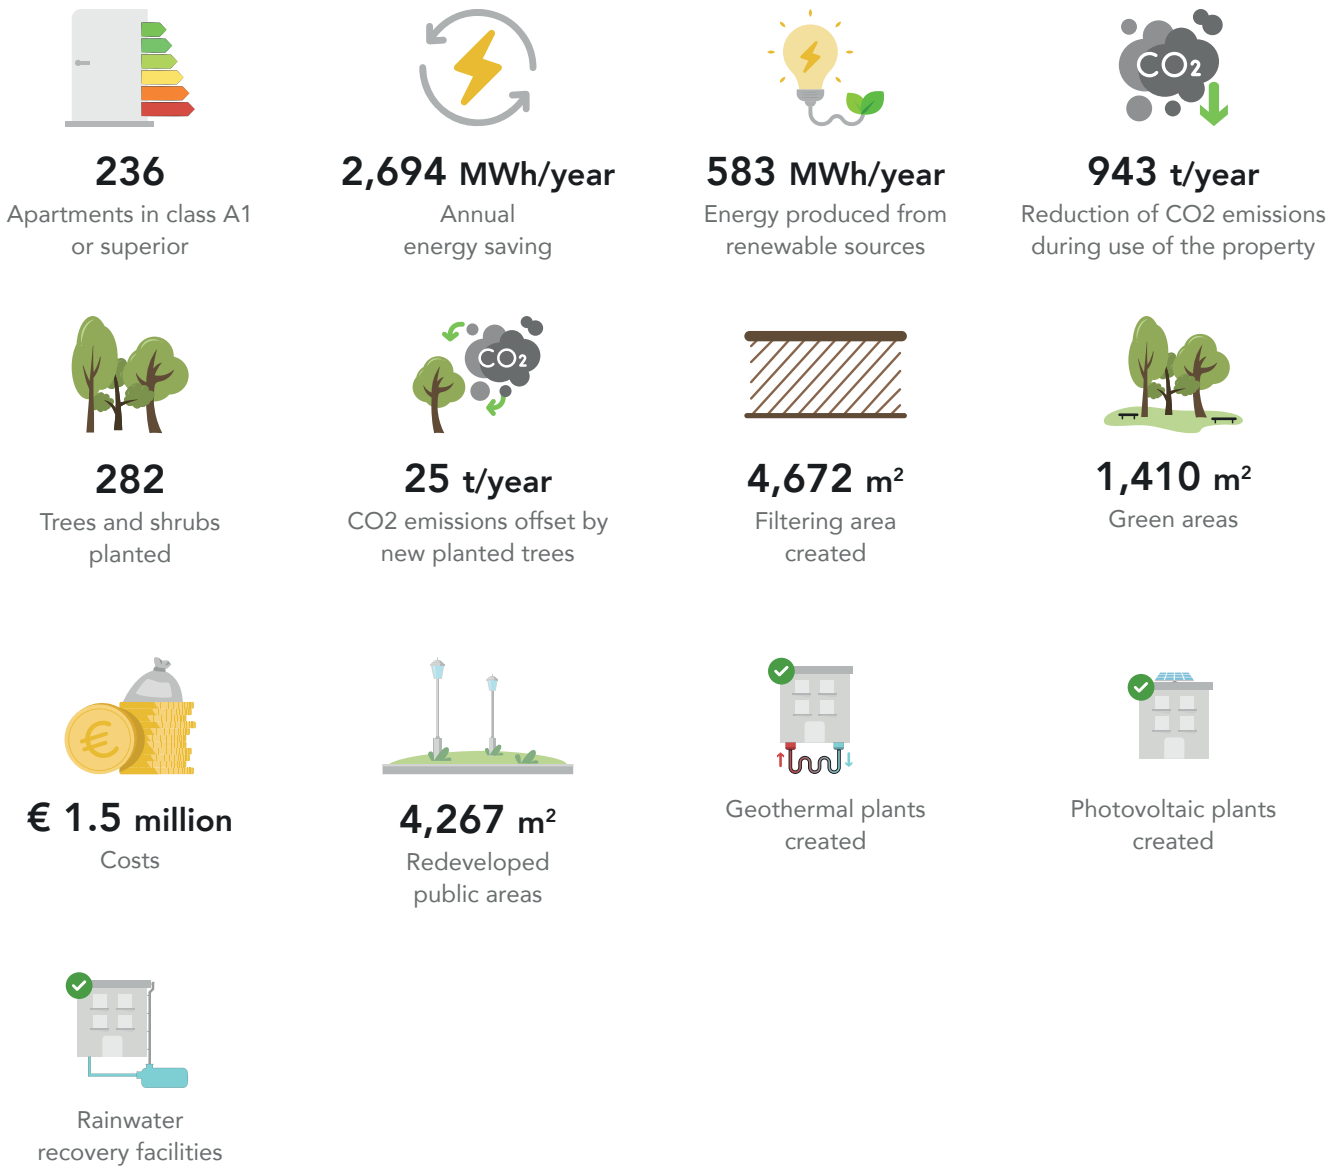 CO2
236
Apartments in class A1
or superior
2,694 MWh/year
Annual
energy saving
583 MWh/year
Energy produced from
renewable sources
943 t/year
Reduction of CO2 emissions
during use of the property
CO2
282
Trees and shrubs
planted
25 t/year
CO2 emissions offset by
new planted trees
4,672 m²
Filtering area
created
1,410 m²
Green areas
€
€ 1.5 million
Costs
4,267 m²
Redeveloped
public areas
Geothermal plants
created
Photovoltaic plants
created
Rainwater
recovery facilities